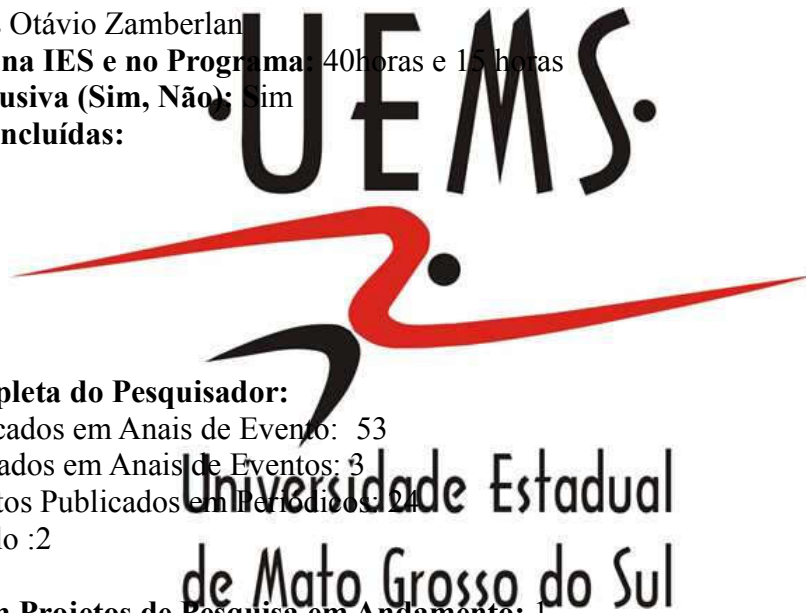 s Otávio Zamberlan
na IES e no Programa: 40horas e 15 horas
usiva (Sim, Não): Sim
ncluídas:
·UEMS·
pleta do Pesquisador:
cados em Anais de Evento: 53
ados em Anais de Eventos: 3
tos Publicados em Periódicos: 24
lo :2
Universidade Estadual
de Mato Grosso do Sul
m Projetos de Pesquisa em Andamento: 1